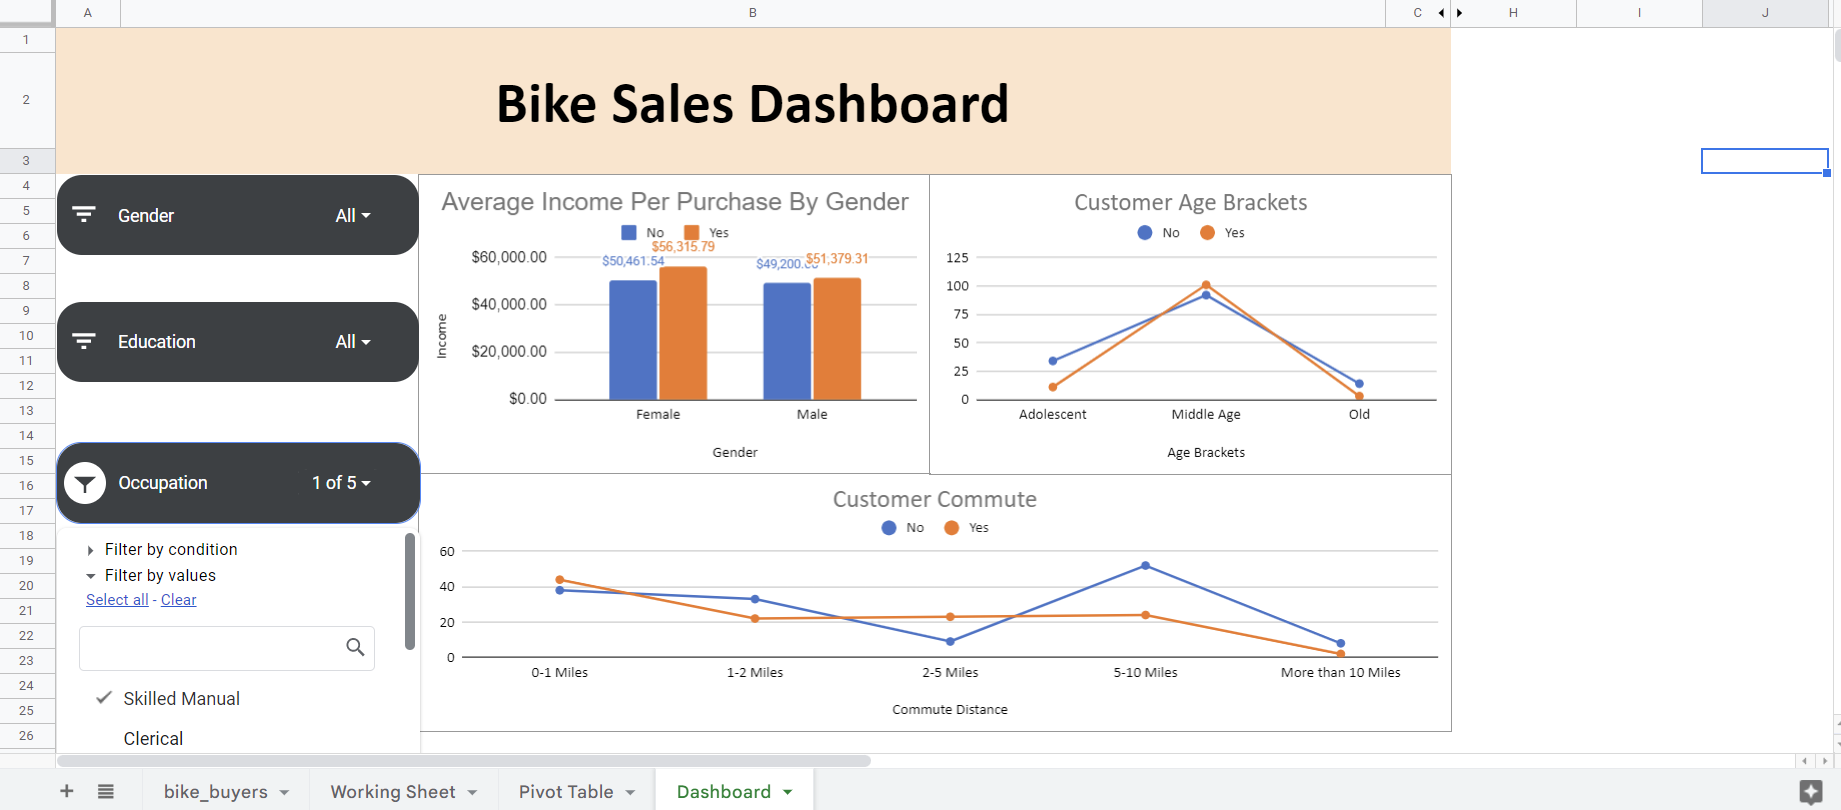 A B C H I J
1
2
3
4
5
6
7
8
9
10
11
12
13
14
15
16
17
18
19
20
21
22
23
24
25
26
Bike Sales Dashboard
Gender All
Education All
Occupation 1 of 5
Filter by condition
Filter by values
Select all - Clear
Skilled Manual
Clerical
Average Income Per Purchase By Gender
No Yes
$60,000.00
$40,000.00
$20,000.00
$0.00
Income
$50,461.54
$56,315.79
$51,379.31
Female Male
Gender
Customer Age Brackets
No Yes
125
100
75
50
25
0
Adolescent Middle Age Old
Age Brackets
Customer Commute
No Yes
60
40
20
0
0-1 Miles 1-2 Miles 2-5 Miles 5-10 Miles More than 10 Miles
Commute Distance
bike_buyers Working Sheet Pivot Table Dashboard